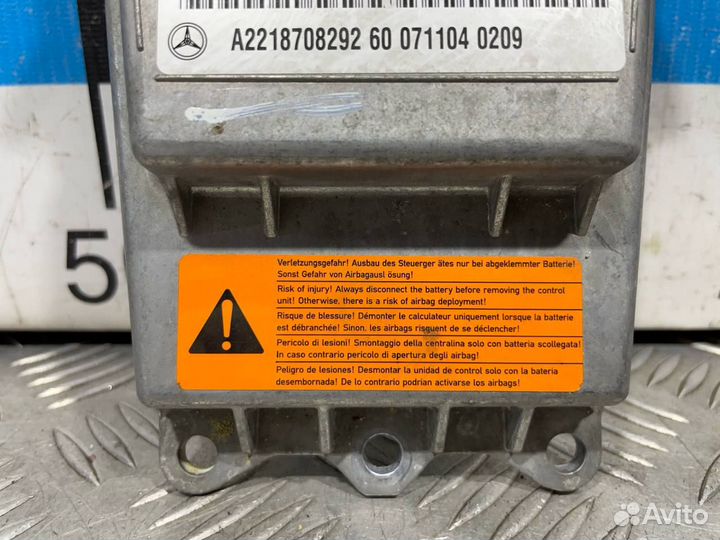 A2218708292 60 071104 0209
Verletzungsgefahr! Ausbau des Steuerger ätes nur bei abgeklemmter Batterie!
Sonst Gefahr von Airbagausl ösung!
Risk of injury! Always disconnect the battery before removing the control
unit! Otherwise, there is a risk of airbag deployment!
Risque de blessure! Démonter le calculateur uniquement lorsque la batterie
est débranchée! Sinon, les airbags risquent de se déclencher!
Pericolo di lesioni! Smontaggio della centralina solo con batteria scollegata!
In caso contrario pericolo di apertura degli airbag!
Peligro de lesiones! Desmontar la unidad de control solo con la bateria
desembornada! De lo contrario podrian activarse los airbags!
5
Avito